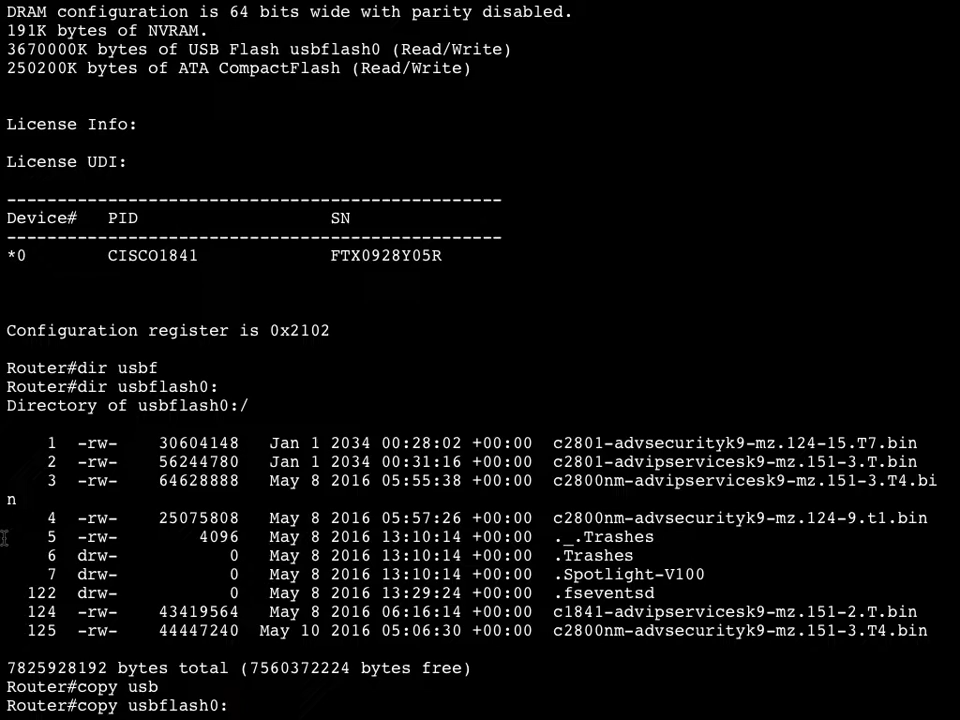 DRAM configuration is 64 bits wide with parity disabled.
191K bytes of NVRAM.
3670000K bytes of USB Flash usbflash0 (Read/Write)
250200K bytes of ATA CompactFlash (Read/Write)
License Info:
License UDI:
-------------------------------------------------
Device#   PID                   SN
-------------------------------------------------
*0        CISCO1841             FTX0928Y05R
Configuration register is 0x2102
Router#dir usbf
Router#dir usbflash0:
Directory of usbflash0:/
    1  -rw-    30604148   Jan 1 2034 00:28:02 +00:00  c2801-advsecurityk9-mz.124-15.T7.bin
    2  -rw-    56244780   Jan 1 2034 00:31:16 +00:00  c2801-advipservicesk9-mz.151-3.T.bin
    3  -rw-    64628888   May 8 2016 05:55:38 +00:00  c2800nm-advipservicesk9-mz.151-3.T4.bi
n
    4  -rw-    25075808   May 8 2016 05:57:26 +00:00  c2800nm-advsecurityk9-mz.124-9.t1.bin
    5  -rw-        4096   May 8 2016 13:10:14 +00:00  ._.Trashes
    6  drw-           0   May 8 2016 13:10:14 +00:00  .Trashes
    7  drw-           0   May 8 2016 13:10:14 +00:00  .Spotlight-V100
  122  drw-           0   May 8 2016 13:29:24 +00:00  .fseventsd
  124  -rw-    43419564   May 8 2016 06:16:14 +00:00  c1841-advipservicesk9-mz.151-2.T.bin
  125  -rw-    44447240  May 10 2016 05:06:30 +00:00  c2800nm-advsecurityk9-mz.151-3.T4.bin
7825928192 bytes total (7560372224 bytes free)
Router#copy usb
Router#copy usbflash0: